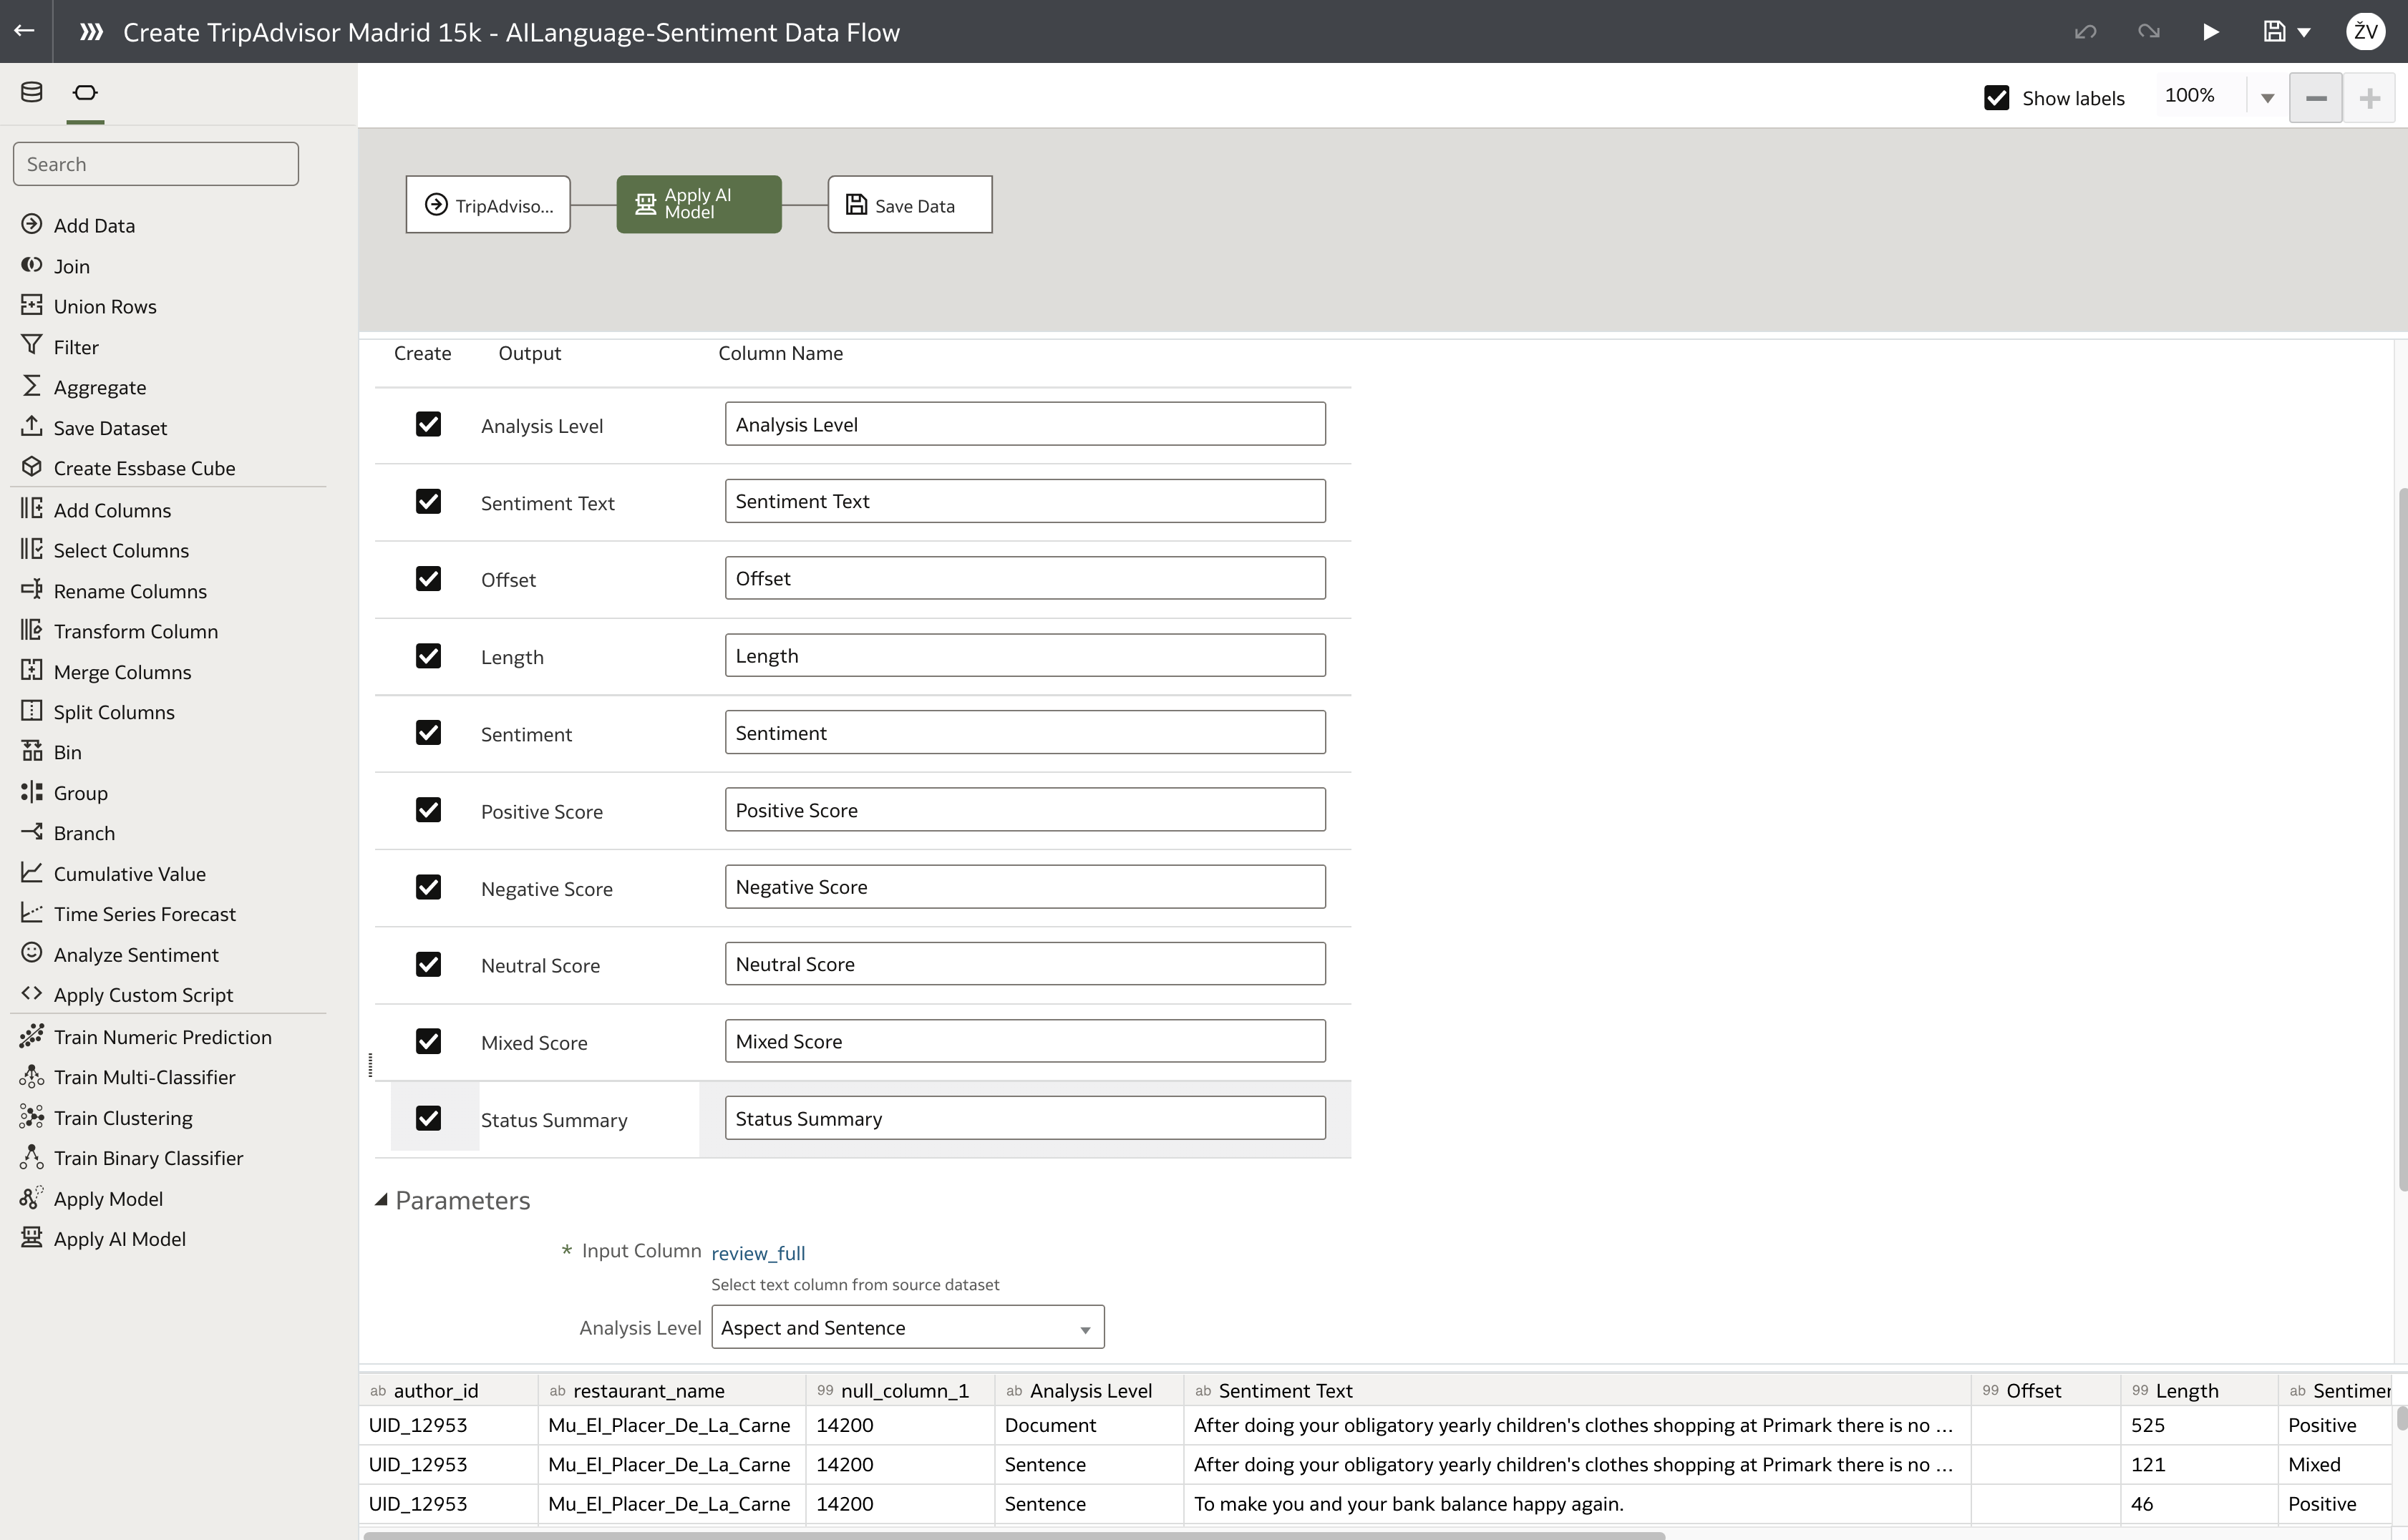 Create TripAdvisor Madrid 15k - AILanguage-Sentiment Data Flow
ŽV
Show labels
100%
Search
Add Data
Join
Union Rows
Filter
Aggregate
Save Dataset
Create Essbase Cube
Add Columns
Select Columns
Rename Columns
Transform Column
Merge Columns
Split Columns
Bin
Group
Branch
Cumulative Value
Time Series Forecast
Analyze Sentiment
Apply Custom Script
Train Numeric Prediction
Train Multi-Classifier
Train Clustering
Train Binary Classifier
Apply Model
Apply AI Model
TripAdviso...
Apply AI
Model
Save Data
Create Output Column Name
Analysis Level Analysis Level
Sentiment Text Sentiment Text
Offset Offset
Length Length
Sentiment Sentiment
Positive Score Positive Score
Negative Score Negative Score
Neutral Score Neutral Score
Mixed Score Mixed Score
Status Summary Status Summary
Parameters
* Input Column review_full
Select text column from source dataset
Analysis Level Aspect and Sentence
ab author_id ab restaurant_name 99 null_column_1 ab Analysis Level ab Sentiment Text 99 Offset 99 Length ab
UID_12953 Mu_El_Placer_De_La_Carne 14200 Document After doing your obligatory yearly children's clothes shopping at Primark there is no ... 525 Positive
UID_12953 Mu_El_Placer_De_La_Carne 14200 Sentence After doing your obligatory yearly children's clothes shopping at Primark there is no ... 121 Mixed
UID_12953 Mu_El_Placer_De_La_Carne 14200 Sentence To make you and your bank balance happy again. 46 Positive